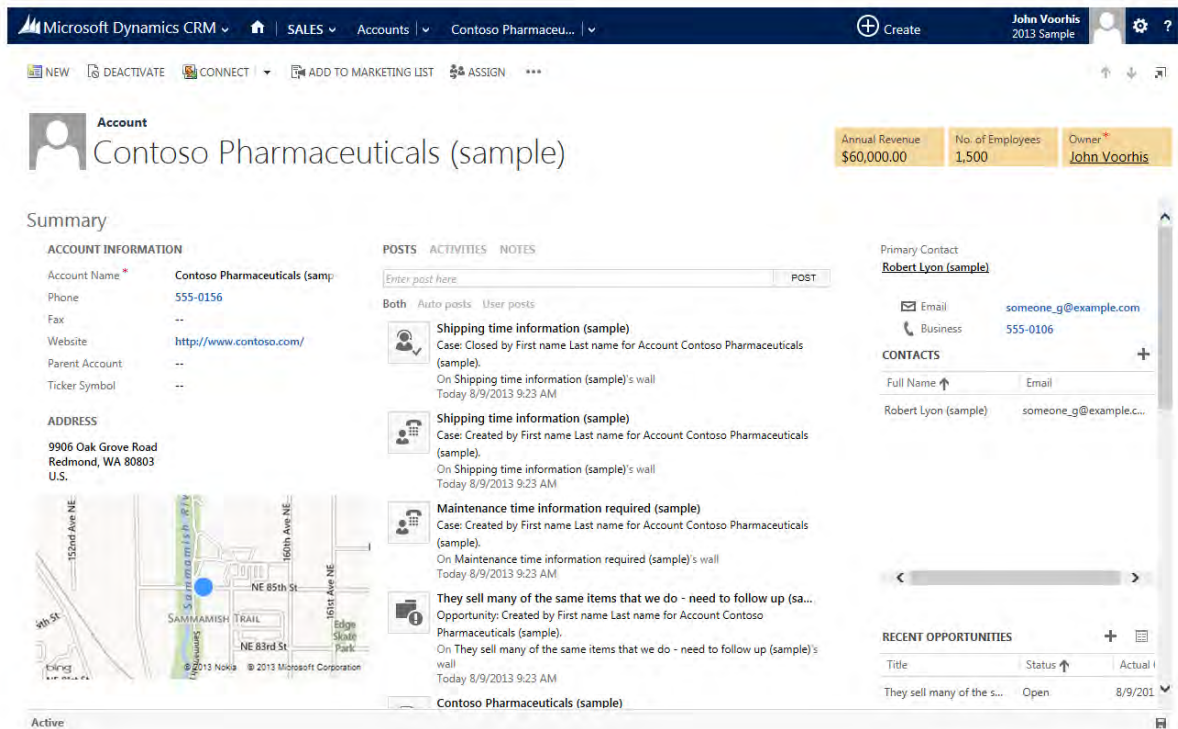 Microsoft Dynamics CRM
SALES
Accounts
Contoso Pharmaceu...
Create
John Voorhis
2013 Sample
?
NEW
DEACTIVATE
CONNECT
ADD TO MARKETING LIST
ASSIGN
•••
Account
Contoso Pharmaceuticals (sample)
Annual Revenue
$60,000.00
No. of Employees
1,500
Owner*
John Voorhis
Summary
ACCOUNT INFORMATION
Account Name* Contoso Pharmaceuticals (samp
Phone 555-0156
Fax --
Website http://www.contoso.com/
Parent Account --
Ticker Symbol --
ADDRESS
9906 Oak Grove Road
Redmond, WA 80803
U.S.
152nd Ave NE
Sammamish Riv
160th Ave NE
161st Ave NE
NE 85th St
SAMMAMISH TRAIL
Edge
Skate
Park
NE 83rd St
bing
© 2013 Nokia © 2013 Microsoft Corporation
POSTS ACTIVITIES NOTES
Enter post here
POST
Both Auto posts User posts
Shipping time information (sample)
Case: Closed by First name Last name for Account Contoso Pharmaceuticals
(sample).
On Shipping time information (sample)'s wall
Today 8/9/2013 9:23 AM
Shipping time information (sample)
Case: Created by First name Last name for Account Contoso Pharmaceuticals
(sample).
On Shipping time information (sample)'s wall
Today 8/9/2013 9:23 AM
Maintenance time information required (sample)
Case: Created by First name Last name for Account Contoso Pharmaceuticals
(sample).
On Maintenance time information required (sample)'s wall
Today 8/9/2013 9:23 AM
They sell many of the same items that we do - need to follow up (sa...
Opportunity: Created by First name Last name for Account Contoso
Pharmaceuticals (sample).
On They sell many of the same items that we do - need to follow up (sample)'s
wall
Today 8/9/2013 9:23 AM
Contoso Pharmaceuticals (sample)
Primary Contact
Robert Lyon (sample)
Email someone_g@example.com
Business 555-0106
CONTACTS
Full Name Email
Robert Lyon (sample) someone_g@example.c...
RECENT OPPORTUNITIES
Title Status Actual
They sell many of the s... Open 8/9/201
Active